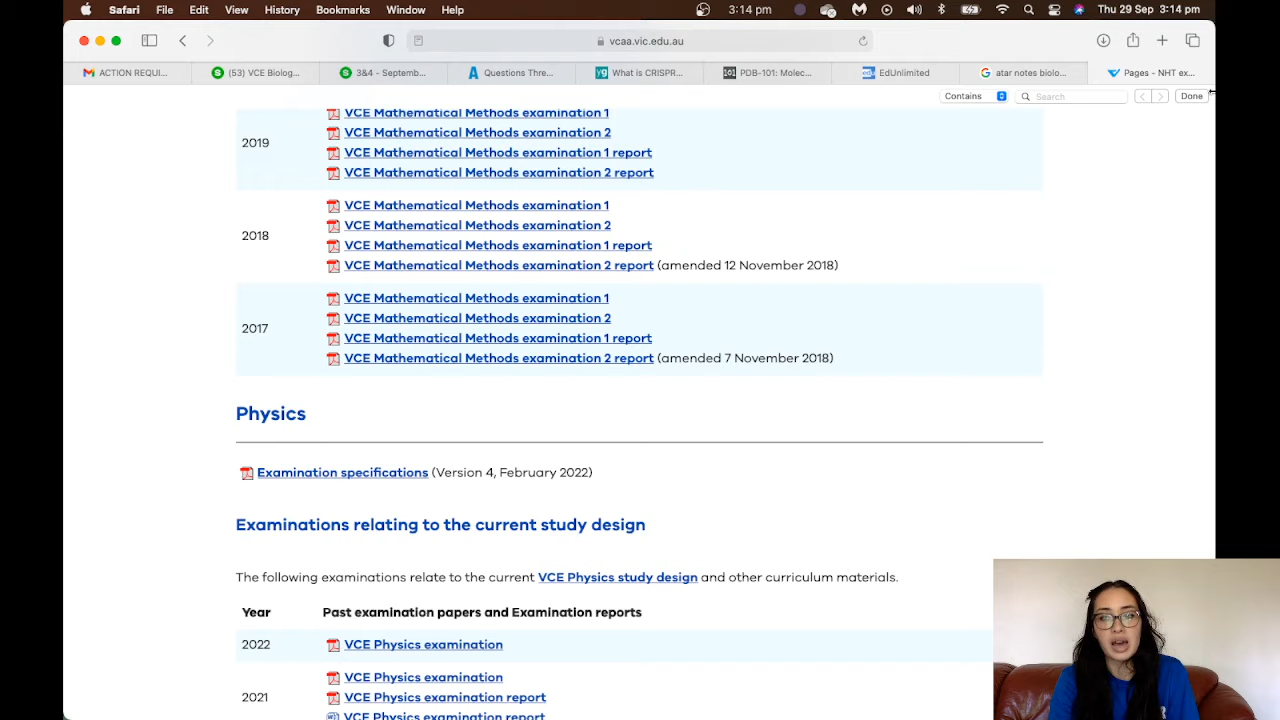 Safari File Edit View History Bookmarks Window Help 3:14 pm Thu 29 Sep 3:14 pm
vcaa.vic.edu.au
ACTION REQUI... (53) VCE Biolog... 3&4 - Septemb... Questions Thre... What is CRISPR... PDB-101: Molec... EdUnlimited atar notes biolo... Pages - NHT ex...
Contains Search Done
VCE Mathematical Methods examination 1
2019
VCE Mathematical Methods examination 2
VCE Mathematical Methods examination 1 report
VCE Mathematical Methods examination 2 report
VCE Mathematical Methods examination 1
VCE Mathematical Methods examination 2
2018
VCE Mathematical Methods examination 1 report
VCE Mathematical Methods examination 2 report (amended 12 November 2018)
VCE Mathematical Methods examination 1
VCE Mathematical Methods examination 2
2017
VCE Mathematical Methods examination 1 report
VCE Mathematical Methods examination 2 report (amended 7 November 2018)
Physics
Examination specifications (Version 4, February 2022)
Examinations relating to the current study design
The following examinations relate to the current VCE Physics study design and other curriculum materials.
Year Past examination papers and Examination reports
2022 VCE Physics examination
VCE Physics examination
2021 VCE Physics examination report
VCE Physics examination report